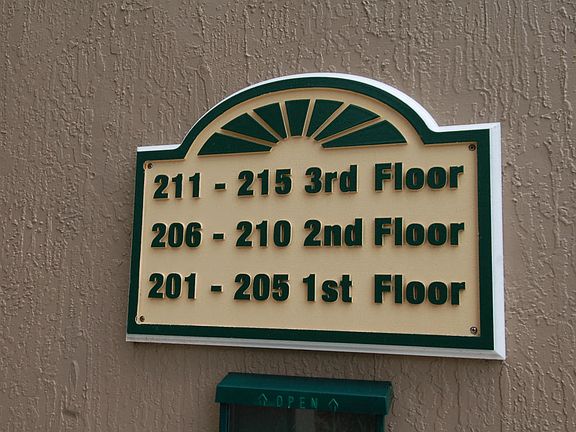 211 - 215 3rd Floor
206 - 210 2nd Floor
201 - 205 1st Floor
OPEN